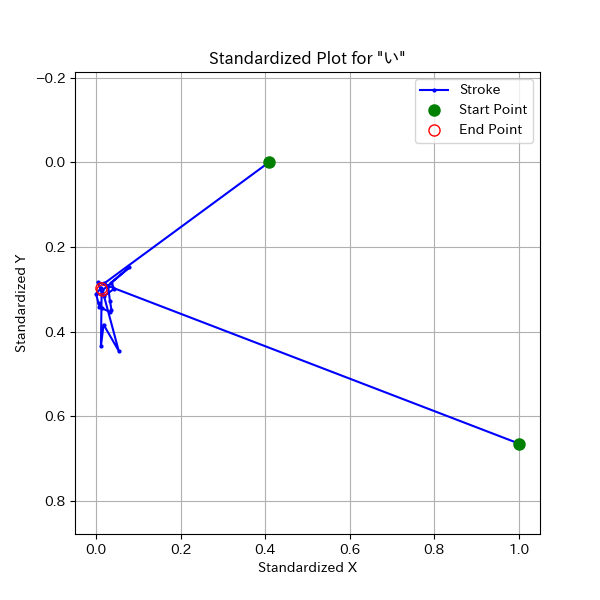 Standardized Plot for "い"
Stroke
Start Point
End Point
Standardized Y
−0.2
0.0
0.2
0.4
0.6
0.8
0.0 0.2 0.4 0.6 0.8 1.0
Standardized X